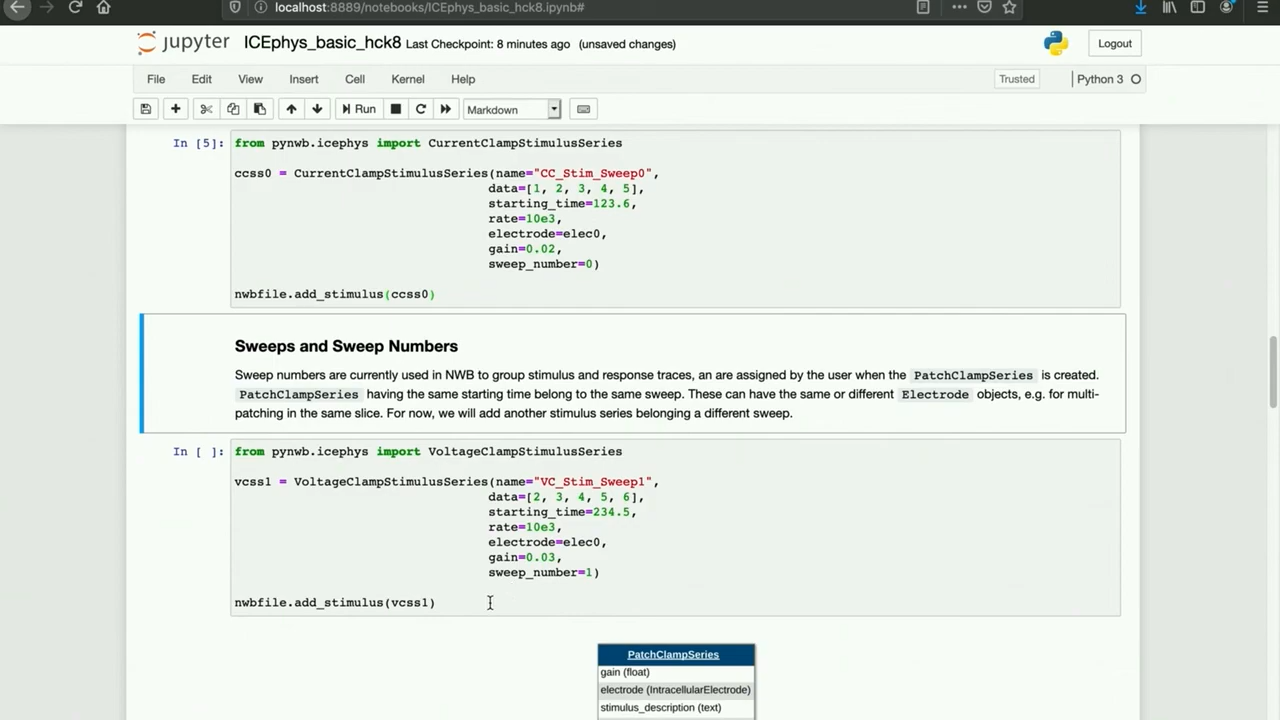 localhost:8889/notebooks/ICEphys_basic_hck8.ipynb#
jupyter ICEphys_basic_hck8 Last Checkpoint: 8 minutes ago (unsaved changes)
Logout
File Edit View Insert Cell Kernel Help
Trusted
Python 3
Run
Markdown
In [5]:
from pynwb.icephys import CurrentClampStimulusSeries
ccss0 = CurrentClampStimulusSeries(name="CC_Stim_Sweep0",
data=[1, 2, 3, 4, 5],
starting_time=123.6,
rate=10e3,
electrode=elec0,
gain=0.02,
sweep_number=0)
nwbfile.add_stimulus(ccss0)
Sweeps and Sweep Numbers
Sweep numbers are currently used in NWB to group stimulus and response traces, an are assigned by the user when the PatchClampSeries is created.
PatchClampSeries having the same starting time belong to the same sweep. These can have the same or different Electrode objects, e.g. for multi-
patching in the same slice. For now, we will add another stimulus series belonging a different sweep.
In [ ]:
from pynwb.icephys import VoltageClampStimulusSeries
vcss1 = VoltageClampStimulusSeries(name="VC_Stim_Sweep1",
data=[2, 3, 4, 5, 6],
starting_time=234.5,
rate=10e3,
electrode=elec0,
gain=0.03,
sweep_number=1)
nwbfile.add_stimulus(vcss1)
PatchClampSeries
gain (float)
electrode (IntracellularElectrode)
stimulus_description (text)